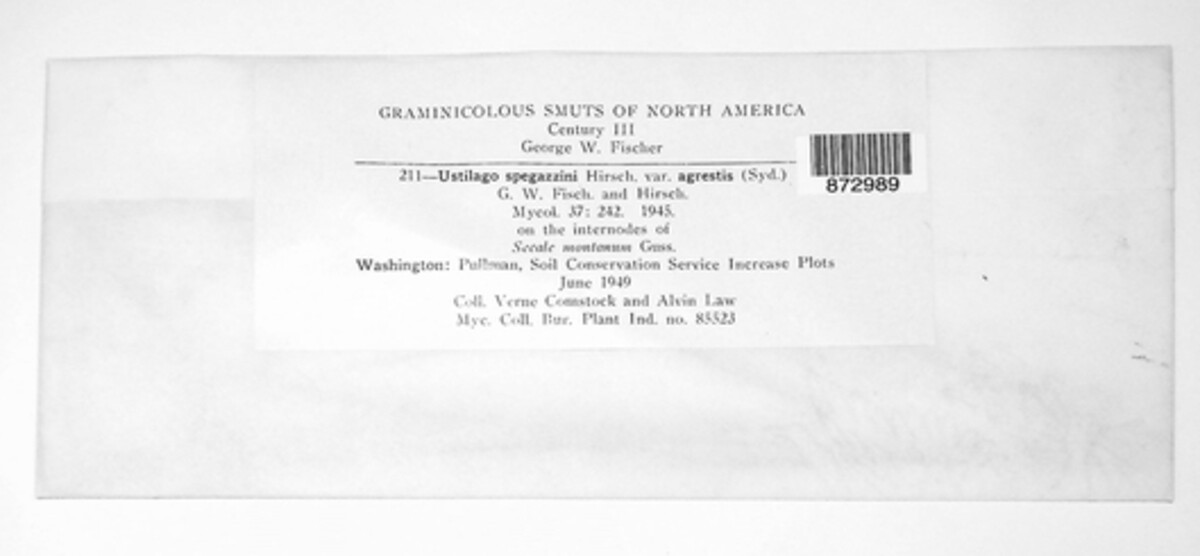 GRAMINICOLOUS SMUTS OF NORTH AMERICA
Century III
George W. Fischer
211—Ustilago spegazzini Hirsch. var. agrestis (Syd.)
G. W. Fisch. and Hirsch.
Mycol. 37: 242. 1945.
on the internodes of
Secale montanum Guss.
Washington: Pullman, Soil Conservation Service Increase Plots
June 1949
Coll. Verne Comstock and Alvin Law
Myc. Coll. Bur. Plant Ind. no. 85523
872989